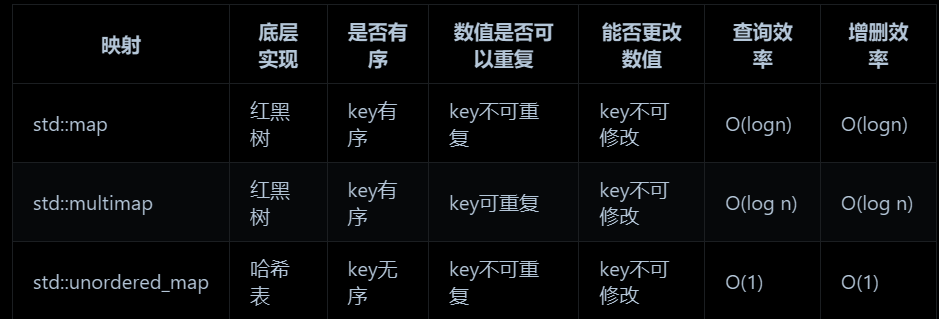 映射 底层实现 是否有序 数值是否可以重复 能否更改数值 查询效率 增删效率
std::map 红黑树 key有序 key不可重复 key不可修改 O(logn) O(logn)
std::multimap 红黑树 key有序 key可重复 key不可修改 O(log n) O(log n)
std::unordered_map 哈希表 key无序 key不可重复 key不可修改 O(1) O(1)